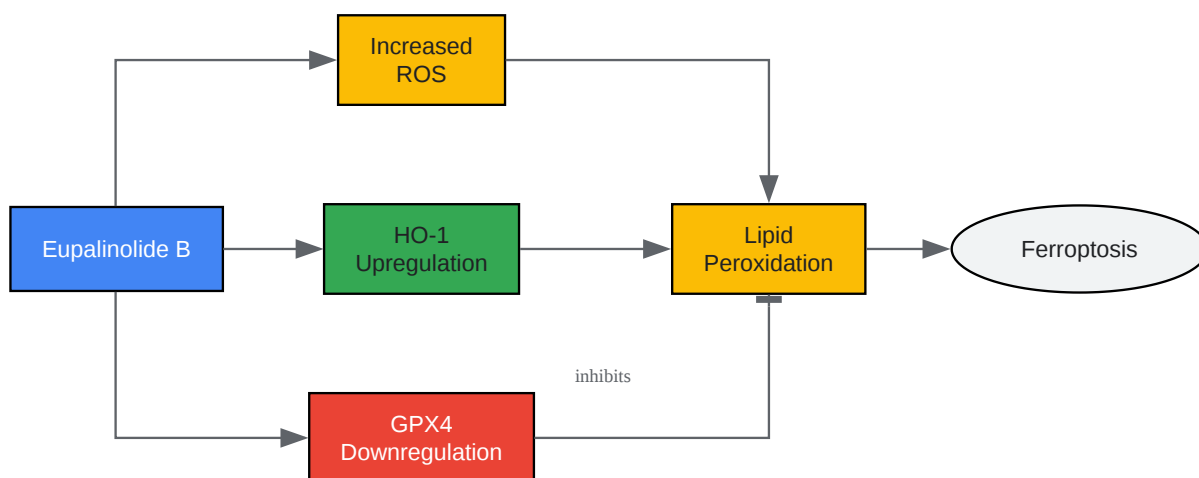 Increased
ROS
Eupalinolide B
HO-1
Upregulation
Lipid
Peroxidation
Ferroptosis
inhibits
GPX4
Downregulation